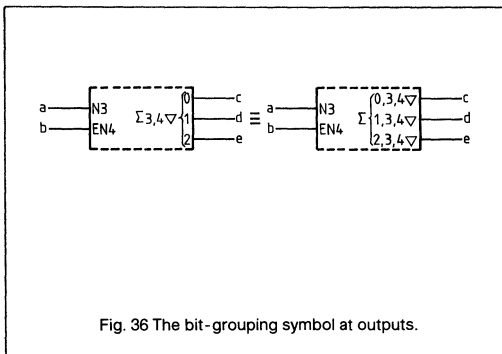 a N3 Σ3,4▽ 0 c ≡ a N3 Σ 0,3,4▽ c
b EN4 1 d b EN4 1,3,4▽ d
2 e 2,3,4▽ e
Fig. 36 The bit-grouping symbol at outputs.